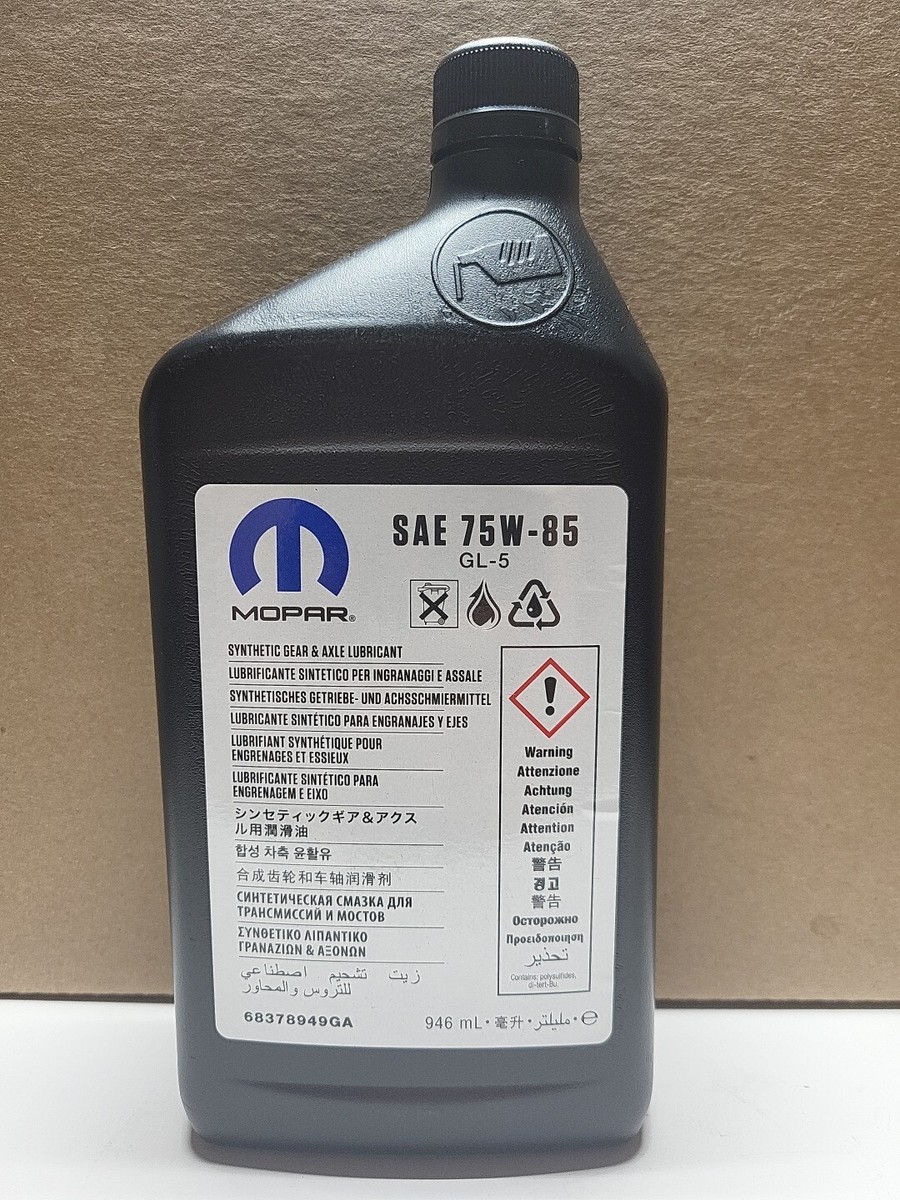 SAE 75W-85
GL-5
MOPAR®
SYNTHETIC GEAR & AXLE LUBRICANT
LUBRIFICANTE SINTETICO PER INGRANAGGI E ASSALE
SYNTHETISCHES GETRIEBE- UND ACHSSCHMIERMITTEL
LUBRICANTE SINTÉTICO PARA ENGRANAJES Y EJES
LUBRIFIANT SYNTHÉTIQUE POUR
ENGRENAGES ET ESSIEUX
LUBRIFICANTE SINTÉTICO PARA
ENGRENAGEM E EIXO
シンセティックギア＆アクス
ル用潤滑油
합성 차축 윤활유
合成齿轮和车轴润滑剂
СИНТЕТИЧЕСКАЯ СМАЗКА ДЛЯ
ТРАНСМИССИЙ И МОСТОВ
ΣΥΝΘΕΤΙΚΟ ΛΙΠΑΝΤΙΚΟ
ΓΡΑΝΑΖΙΩΝ & ΑΞΟΝΩΝ
زيت تشحيم اصطناعي
للتروس والمحاور
68378949GA
Warning
Attenzione
Achtung
Atención
Attention
Atenção
警告
경고
警告
Осторожно
Προειδοποίηση
تحذير
Contains: polysulfides,
di-tert-Bu.
946 mL • 毫升 • مليلتر • ℮